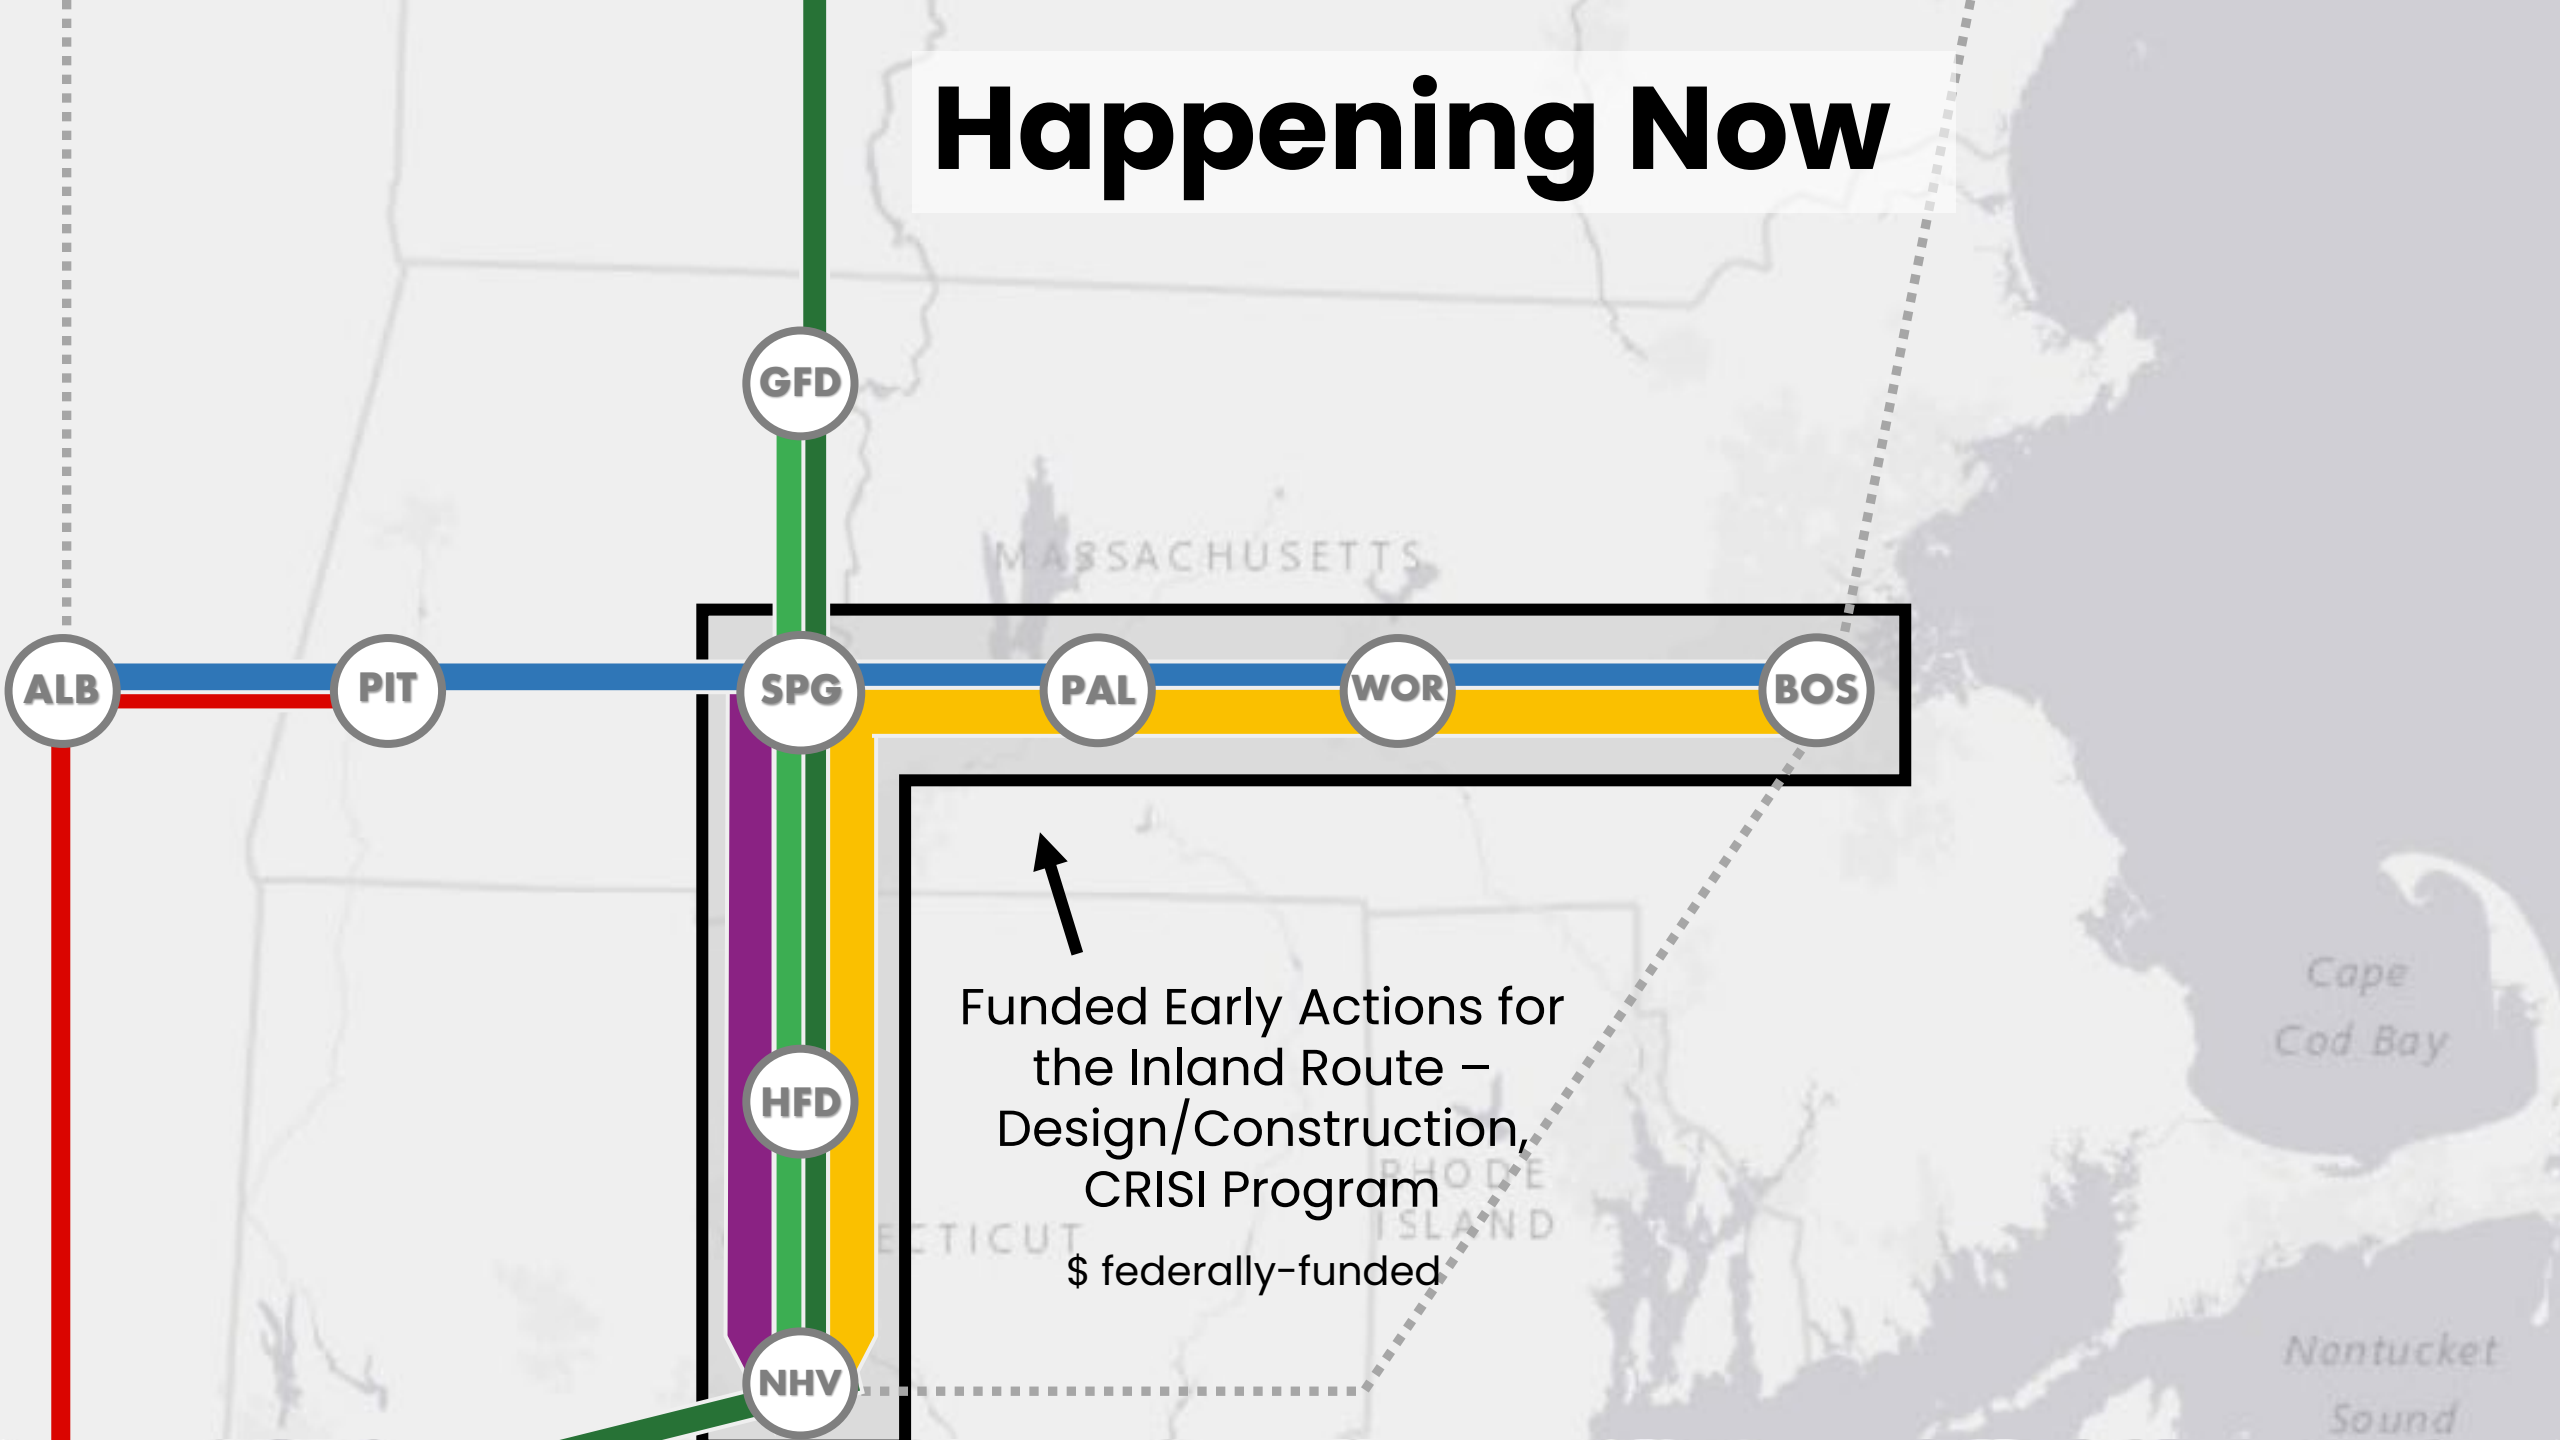 Happening Now
GFD
MASSACHUSETTS
ALB
PIT
SPG
PAL
WOR
BOS
Funded Early Actions for
the Inland Route –
Design/Construction,
CRISI Program
$ federally-funded
HFD
NHV
ECTICUT
RHODE
ISLAND
Cape
Cod Bay
Nantucket
Sound